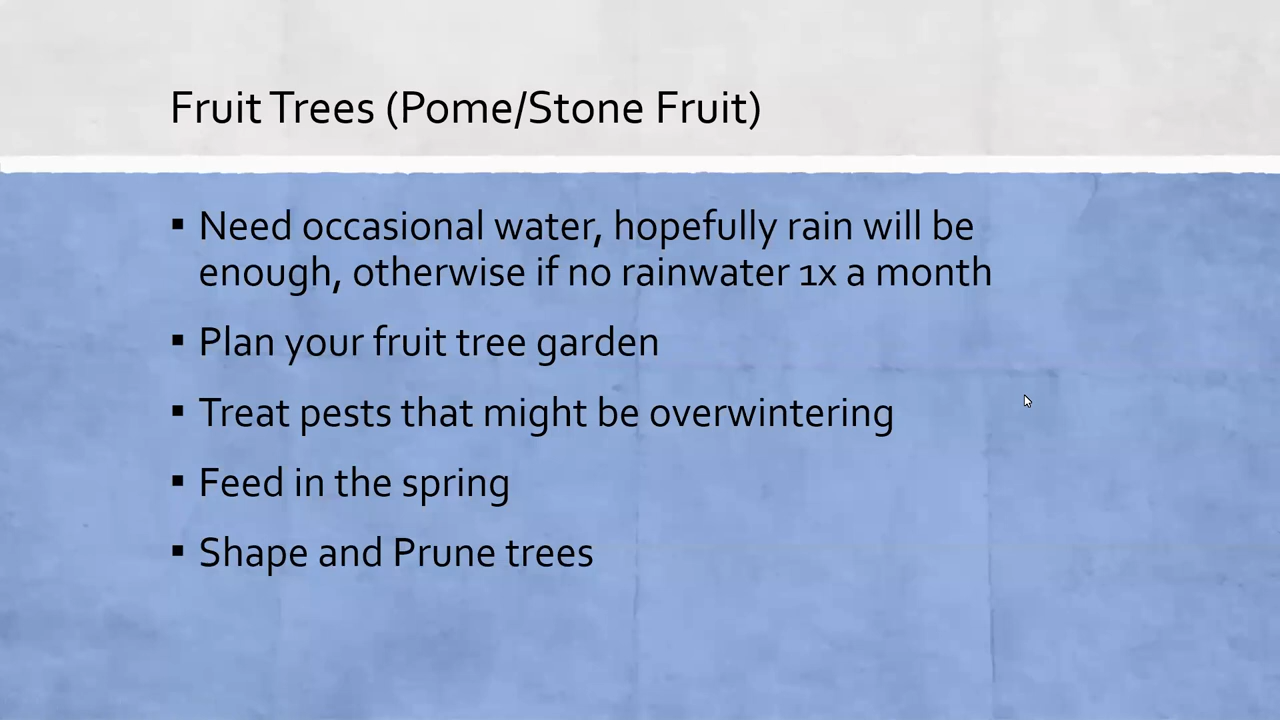 Fruit Trees (Pome/Stone Fruit)
▪ Need occasional water, hopefully rain will be
enough, otherwise if no rainwater 1x a month
▪ Plan your fruit tree garden
▪ Treat pests that might be overwintering
▪ Feed in the spring
▪ Shape and Prune trees